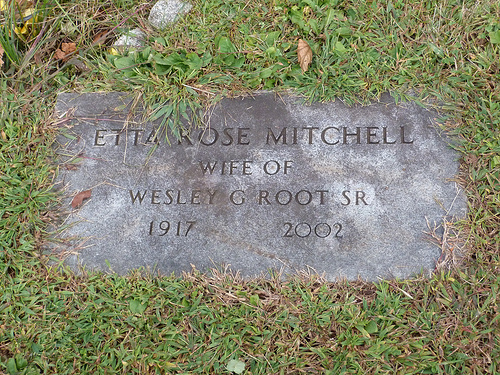 ETTA ROSE MITCHELL
WIFE OF
WESLEY G ROOT SR
1917 2002